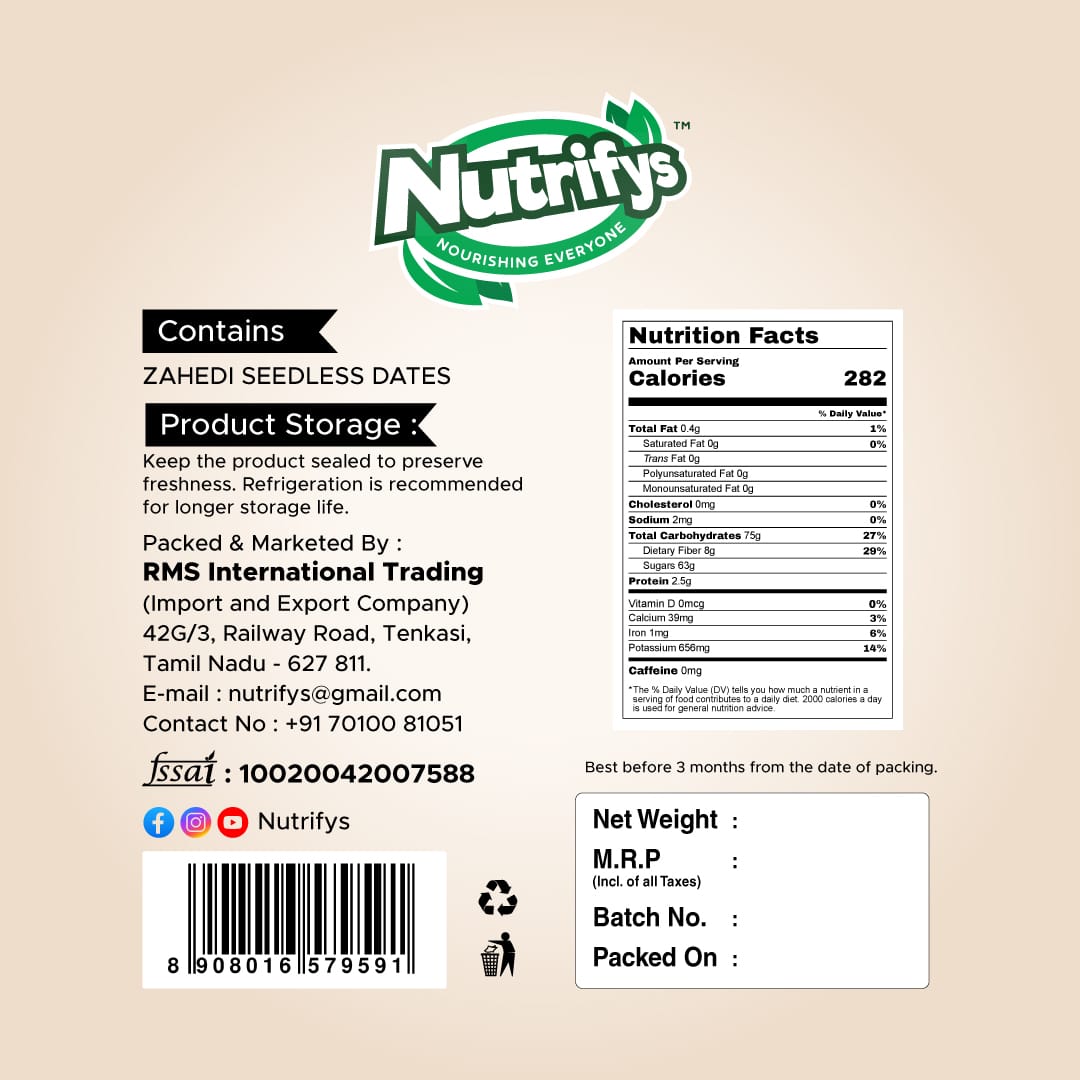 Nutrifys
TM
NOURISHING EVERYONE
Contains
ZAHEDI SEEDLESS DATES
Product Storage :
Keep the product sealed to preserve
freshness. Refrigeration is recommended
for longer storage life.
Packed & Marketed By :
RMS International Trading
(Import and Export Company)
42G/3, Railway Road, Tenkasi,
Tamil Nadu - 627 811.
E-mail : nutrifys@gmail.com
Contact No : +91 70100 81051
fssai : 10020042007588
Nutrifys
8 908016 579591
Nutrition Facts
Amount Per Serving
Calories 282
% Daily Value*
Total Fat 0.4g 1%
Saturated Fat 0g 0%
Trans Fat 0g
Polyunsaturated Fat 0g
Monounsaturated Fat 0g
Cholesterol 0mg 0%
Sodium 2mg 0%
Total Carbohydrates 75g 27%
Dietary Fiber 8g 29%
Sugars 63g
Protein 2.5g
Vitamin D 0mcg 0%
Calcium 39mg 3%
Iron 1mg 6%
Potassium 656mg 14%
Caffeine 0mg
*The % Daily Value (DV) tells you how much a nutrient in a
serving of food contributes to a daily diet. 2000 calories a day
is used for general nutrition advice.
Best before 3 months from the date of packing.
Net Weight :
M.R.P :
(Incl. of all Taxes)
Batch No. :
Packed On :